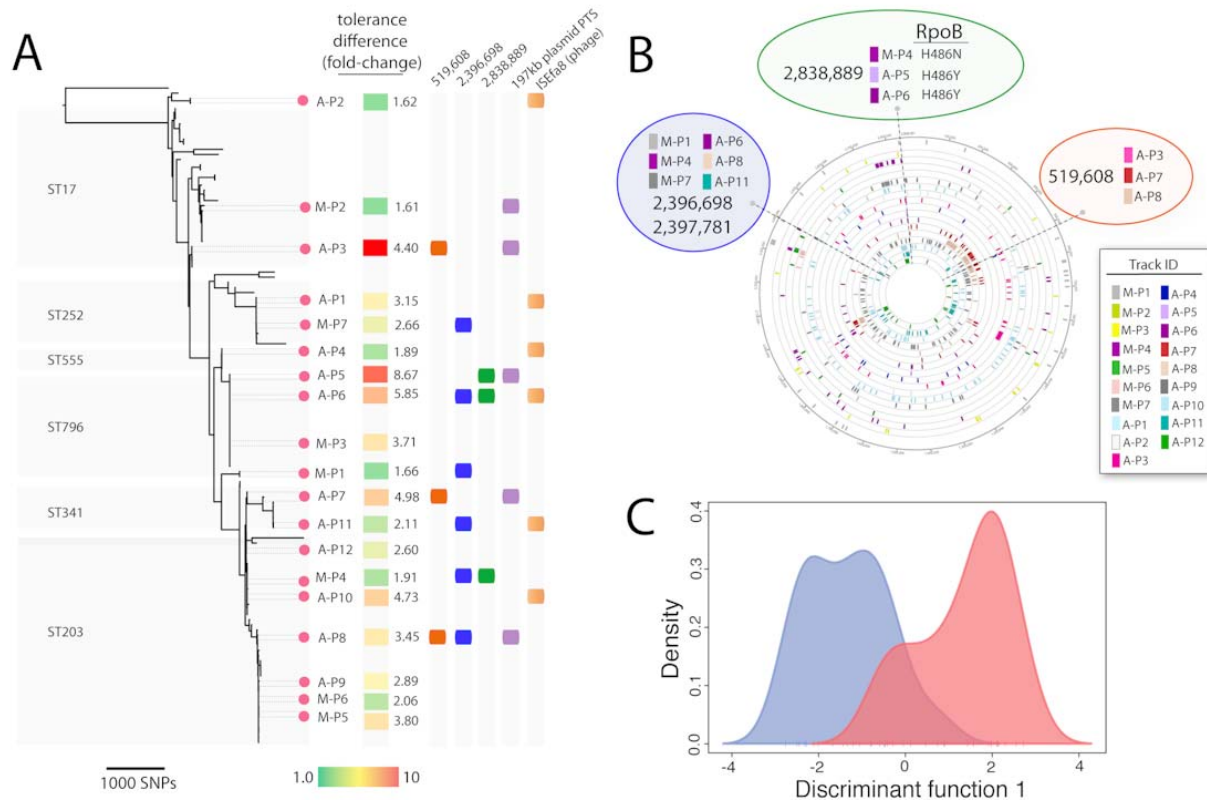 A
tolerance
difference
(fold-change)
519,608
2,396,698
2,838,889
197kb plasmid PTS
ISEfa8 (phage)
A-P2 1.62
ST17
M-P2 1.61
A-P3 4.40
ST252
A-P1 3.15
M-P7 2.66
ST555
A-P4 1.89
A-P5 8.67
A-P6 5.85
ST796
M-P3 3.71
M-P1 1.66
ST341
A-P7 4.98
A-P11 2.11
A-P12 2.60
M-P4 1.91
A-P10 4.73
ST203
A-P8 3.45
A-P9 2.89
M-P6 2.06
M-P5 3.80
1000 SNPs
1.0 10
B
RpoB
2,838,889
M-P4 H486N
A-P5 H486Y
A-P6 H486Y
M-P1 A-P6
M-P4 A-P8
M-P7 A-P11
2,396,698
2,397,781
519,608
A-P3
A-P7
A-P8
Track ID
M-P1 A-P4
M-P2 A-P5
M-P3 A-P6
M-P4 A-P7
M-P5 A-P8
M-P6 A-P9
M-P7 A-P10
A-P1 A-P11
A-P2 A-P12
A-P3
C
Density
0.4
0.3
0.2
0.1
0.0
-4 -2 0 2 4
Discriminant function 1